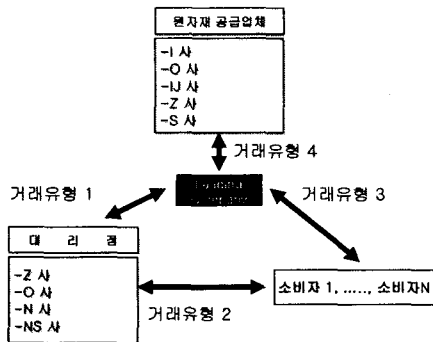 원자재 공급업체
-I 사
-O 사
-IJ 사
-Z 사
-S 사
거래유형 4
거래유형 1
거래유형 3
대 리 점
-Z 사
-O 사
-N 사
-NS 사
거래유형 2
소비자 1, ....., 소비자N